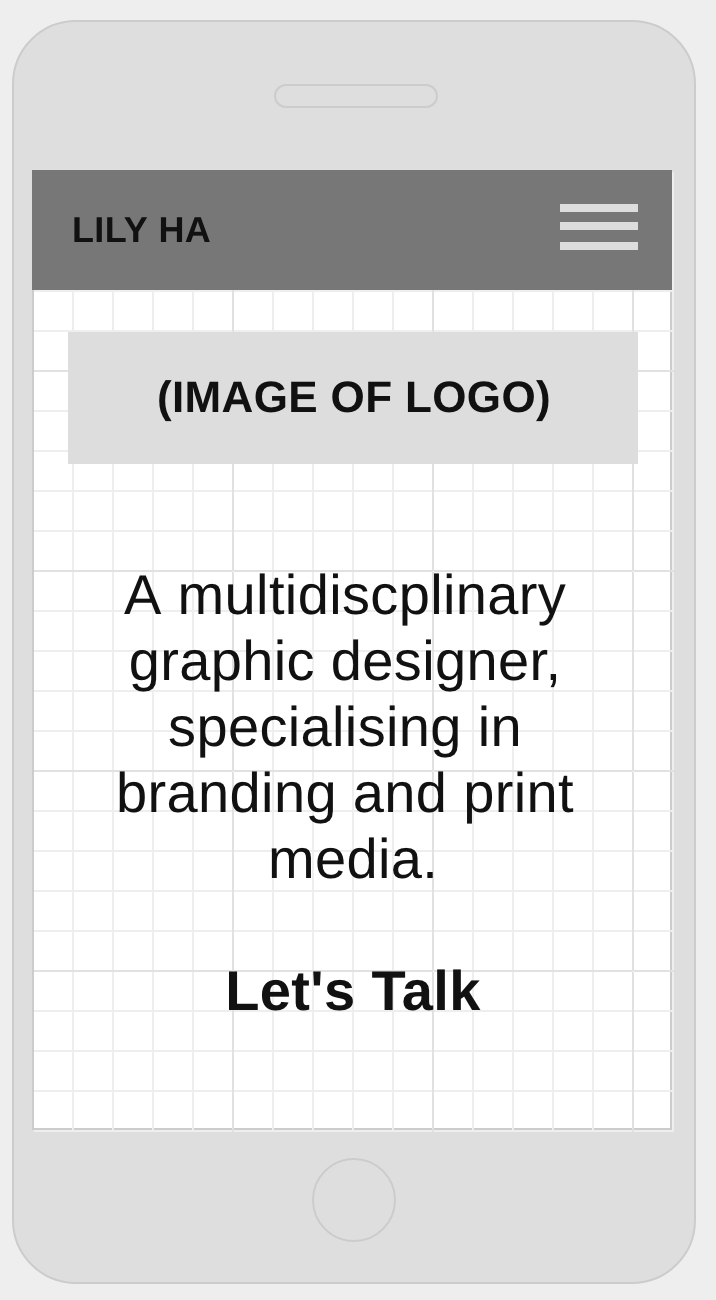 LILY HA
(IMAGE OF LOGO)
A multidiscplinary
graphic designer,
specialising in
branding and print
media.
Let's Talk